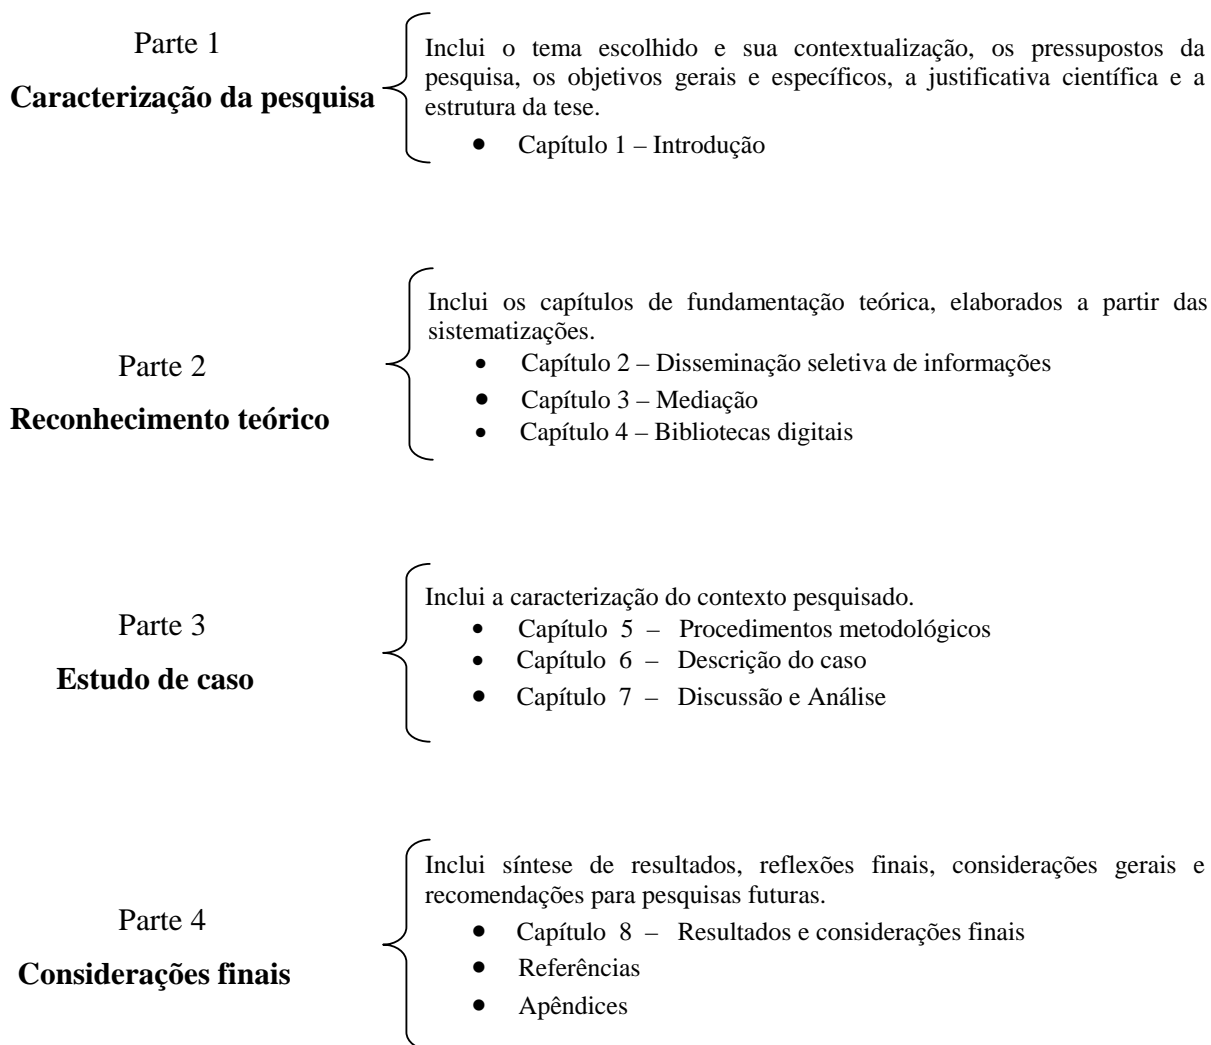 Parte 1
Caracterização da pesquisa
Inclui o tema escolhido e sua contextualização, os pressupostos da
pesquisa, os objetivos gerais e específicos, a justificativa científica e a
estrutura da tese.
• Capítulo 1 – Introdução
Parte 2
Reconhecimento teórico
Inclui os capítulos de fundamentação teórica, elaborados a partir das
sistematizações.
• Capítulo 2 – Disseminação seletiva de informações
• Capítulo 3 – Mediação
• Capítulo 4 – Bibliotecas digitais
Parte 3
Estudo de caso
Inclui a caracterização do contexto pesquisado.
• Capítulo 5 – Procedimentos metodológicos
• Capítulo 6 – Descrição do caso
• Capítulo 7 – Discussão e Análise
Parte 4
Considerações finais
Inclui síntese de resultados, reflexões finais, considerações gerais e
recomendações para pesquisas futuras.
• Capítulo 8 – Resultados e considerações finais
• Referências
• Apêndices